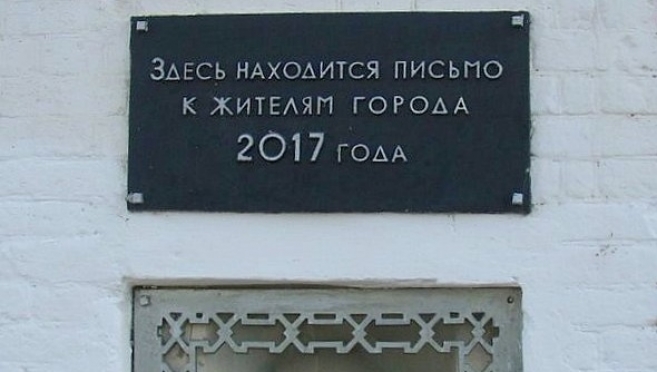 Здесь находится письмо
к жителям города
2017 года